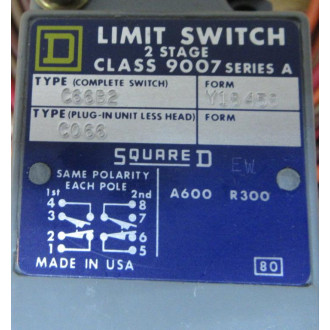 LIMIT SWITCH
2 STAGE
CLASS 9007 SERIES A
TYPE (COMPLETE SWITCH) FORM
TYPE (PLUG-IN UNIT LESS HEAD) FORM
CO66
SQUARE D
EW
SAME POLARITY
EACH POLE
A600 R300
1st 2nd
4 8
3 7
2 6
1 5
MADE IN USA
80